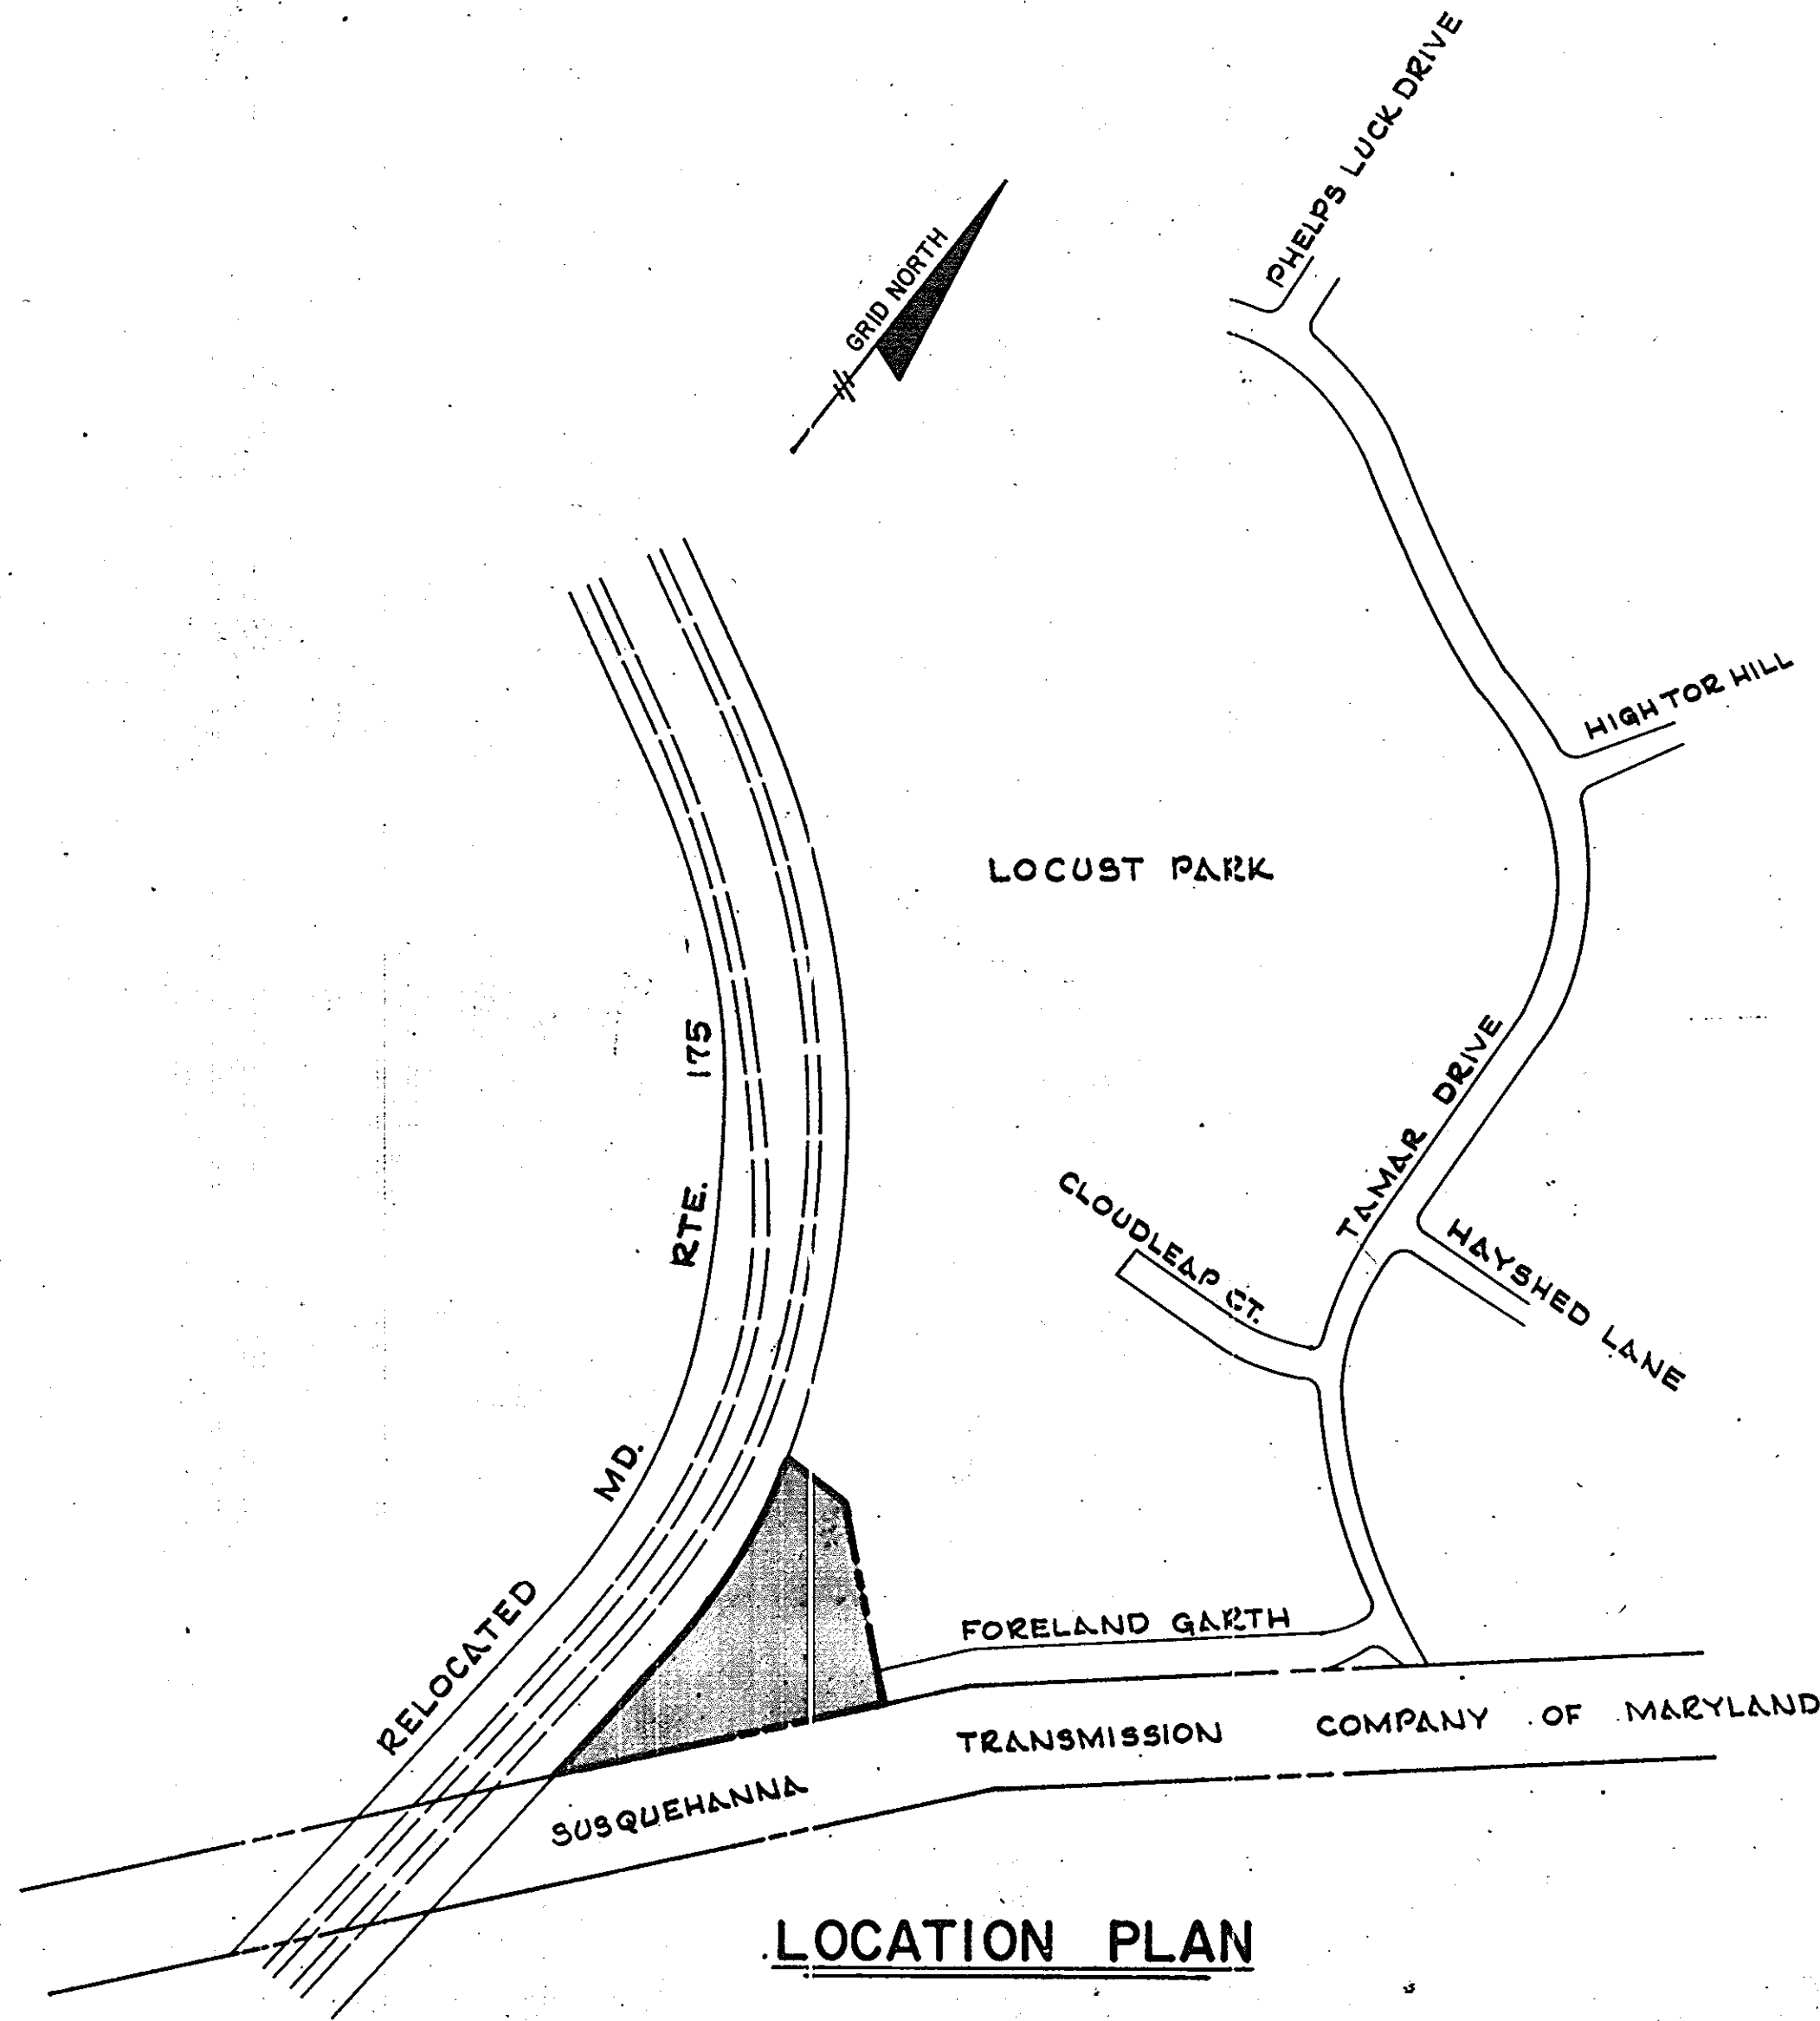 PHELPS LUCK DRIVE
GRID NORTH
HIGH TOR HILL
LOCUST PARK
RELOCATED MD. RTE. 175
TAMAR DRIVE
CLOUDLEAP CT.
HAYSHED LANE
FORELAND GARTH
SUSQUEHANNA TRANSMISSION COMPANY OF MARYLAND
LOCATION PLAN